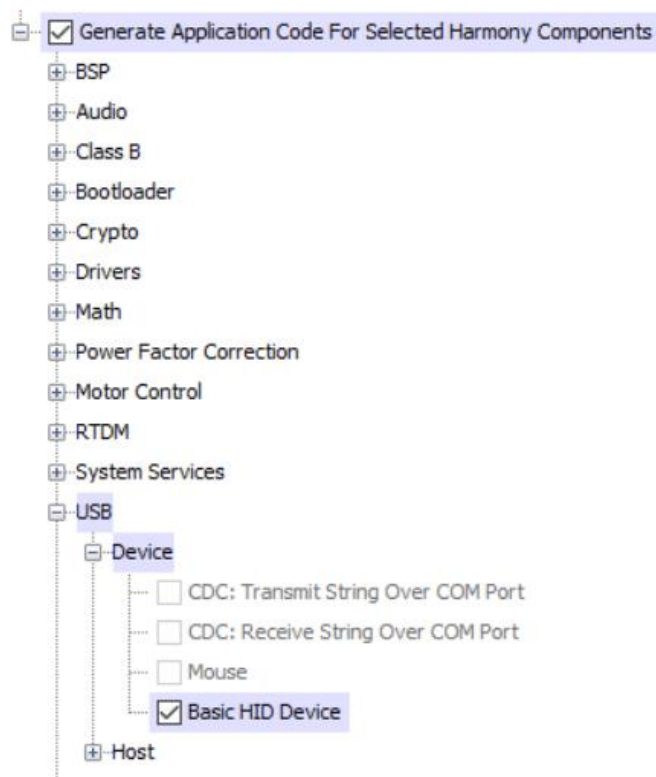 Generate Application Code For Selected Harmony Components
BSP
Audio
Class B
Bootloader
Crypto
Drivers
Math
Power Factor Correction
Motor Control
RTDM
System Services
USB
Device
CDC: Transmit String Over COM Port
CDC: Receive String Over COM Port
Mouse
Basic HID Device
Host